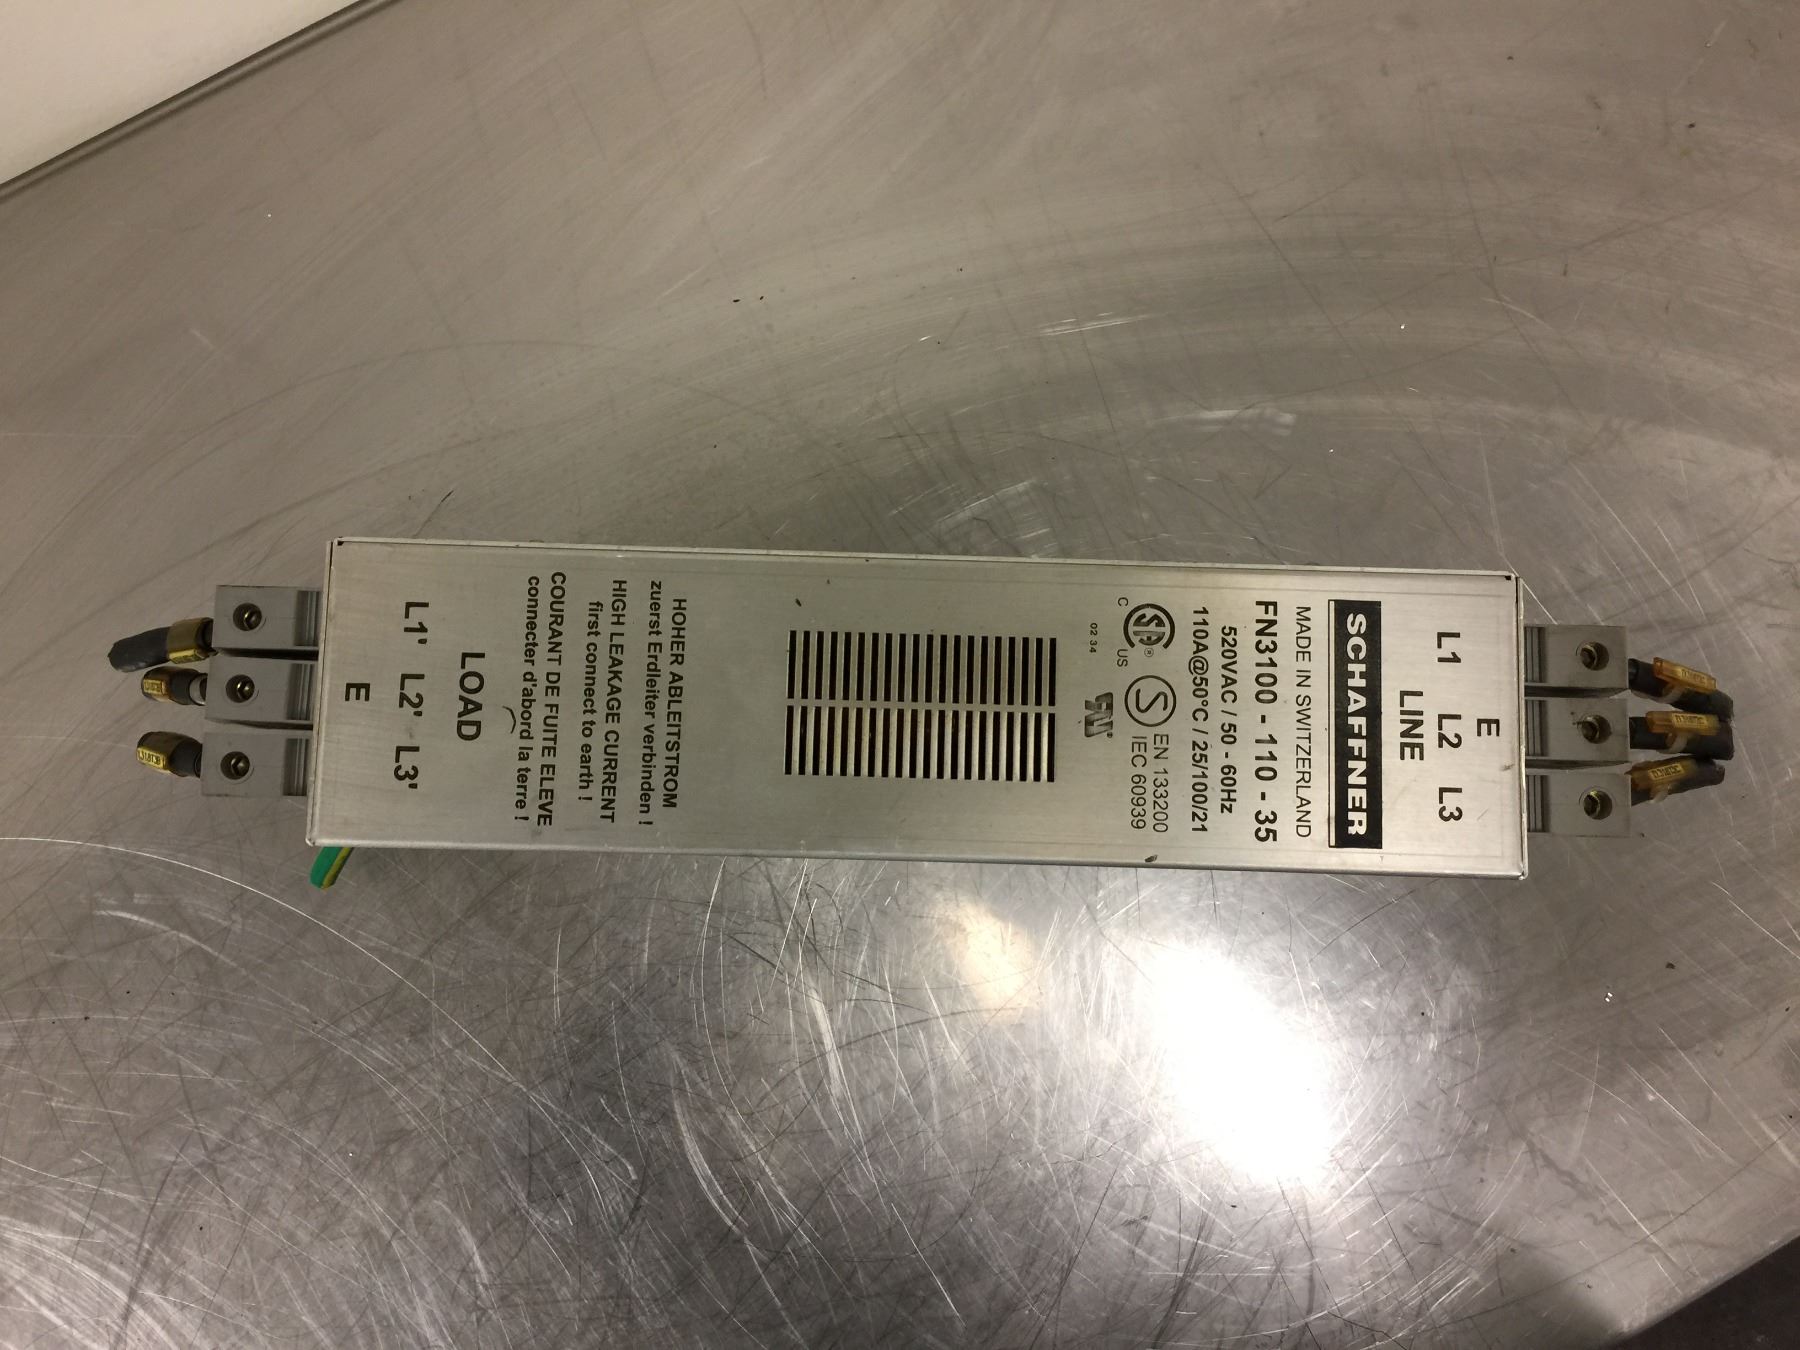 E
L1 L2 L3
LINE
SCHAFFNER
MADE IN SWITZERLAND
FN3100 - 110 - 35
520VAC / 50 - 60Hz
110A@50°C / 25/100/21
C SA® US S EN 133200
IEC 60939
02 34
HOHER ABLEITSTROM
zuerst Erdleiter verbinden !
HIGH LEAKAGE CURRENT
first connect to earth !
COURANT DE FUITE ELEVE
connecter d'abord la terre !
LOAD
L1' L2' L3'
E